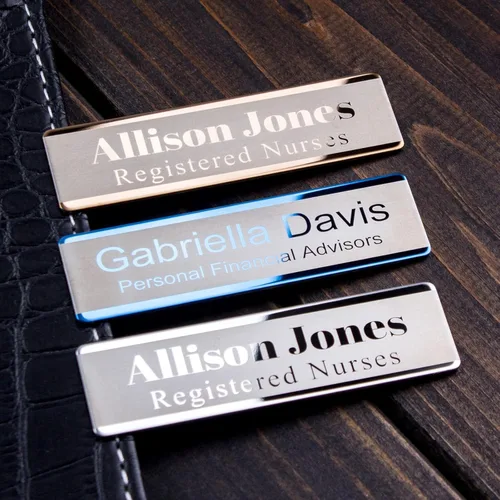 Allison Jones
Registered Nurses
Gabriella Davis
Personal Financial Advisors
Allison Jones
Registered Nurses